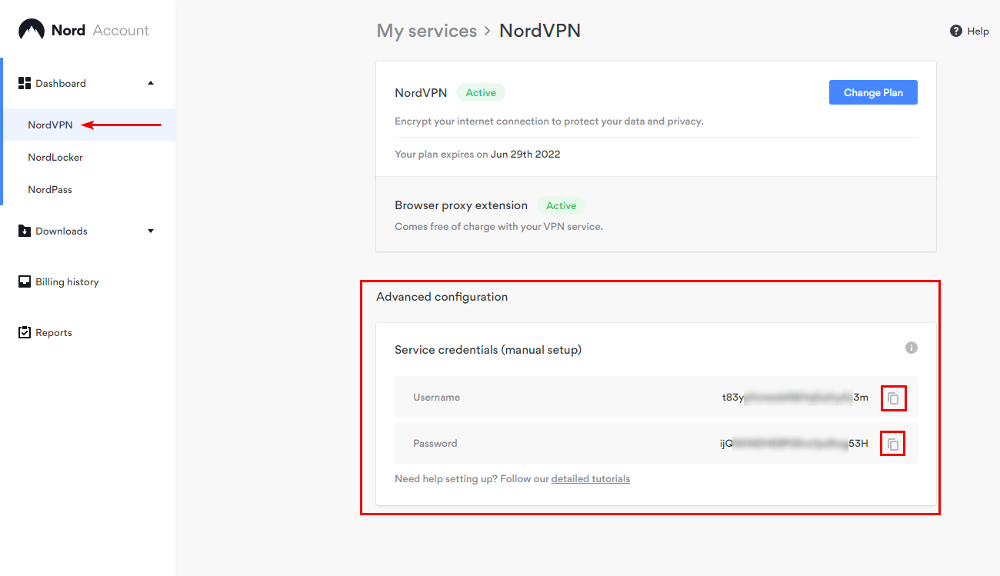 Nord Account
My services > NordVPN
Help
Dashboard
NordVPN
NordLocker
NordPass
Downloads
Billing history
Reports
NordVPN Active
Change Plan
Encrypt your internet connection to protect your data and privacy.
Your plan expires on Jun 29th 2022
Browser proxy extension Active
Comes free of charge with your VPN service.
Advanced configuration
Service credentials (manual setup)
Username t83y 3m
Password ijQ 53H
Need help setting up? Follow our detailed tutorials